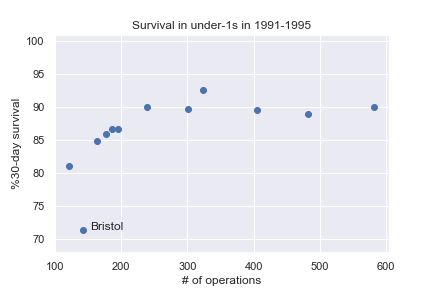 Survival in under-1s in 1991-1995
100
95
90
85
80
75
70
%30-day survival
Bristol
100 200 300 400 500 600
# of operations